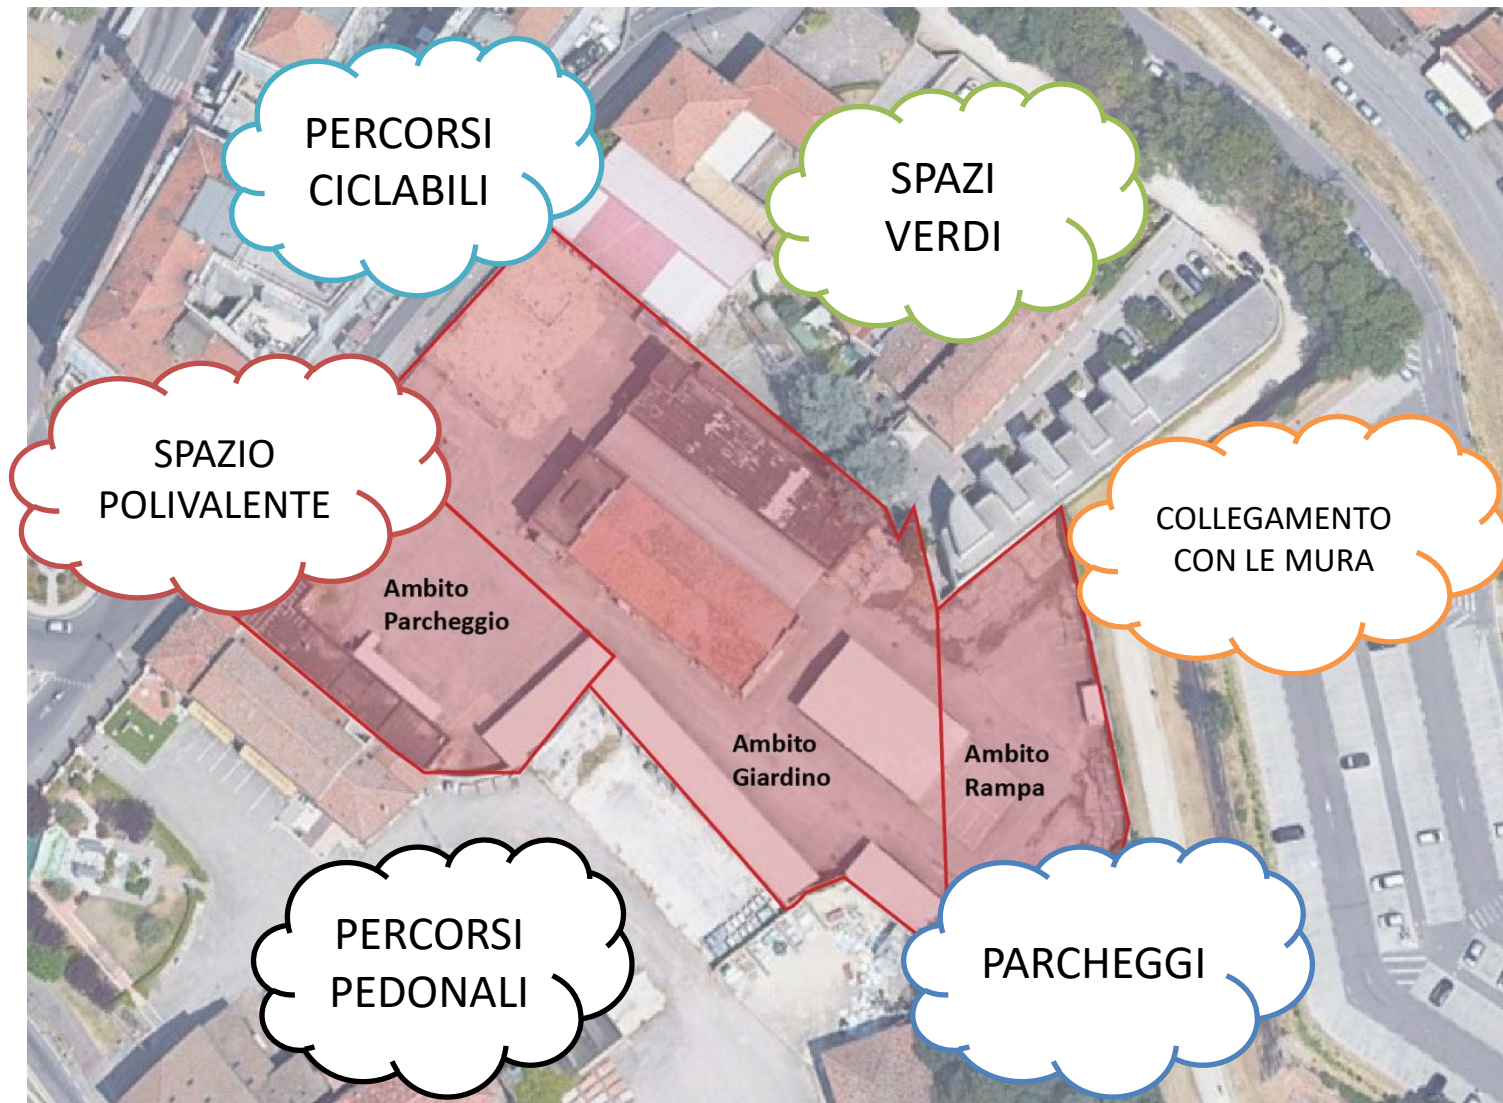 PERCORSI
CICLABILI
SPAZI
VERDI
SPAZIO
POLIVALENTE
COLLEGAMENTO
CON LE MURA
Ambito
Parcheggio
Ambito
Giardino
Ambito
Rampa
PERCORSI
PEDONALI
PARCHEGGI